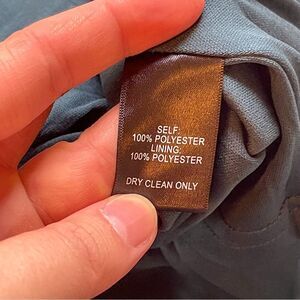 SELF:
100% POLYESTER
LINING:
100% POLYESTER
DRY CLEAN ONLY